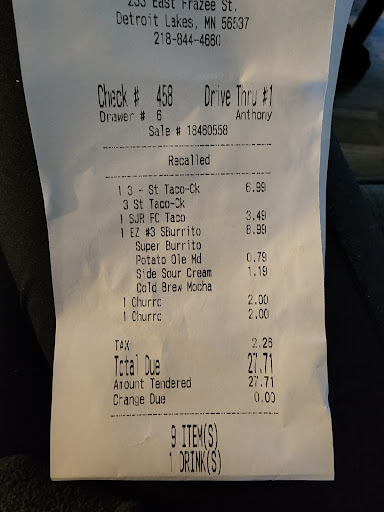 233 East Frazee St.
Detroit Lakes, MN 56537
218-844-4660
Check # 458 Drive Thru #1
Drawer # 6 Anthony
Sale # 18460558
Recalled
1 3 - St Taco-Ck 6.99
3 St Taco-Ck
1 SJR FC Taco 3.49
1 EZ #3 SBurrito 8.99
Super Burrito
Potato Ole Md 0.79
Side Sour Cream 1.19
Cold Brew Mocha
1 Churro 2.00
1 Churro 2.00
TAX 2.26
Total Due 27.71
Amount Tendered 27.71
Change Due 0.00
9 ITEM(S)
1 DRINK(S)